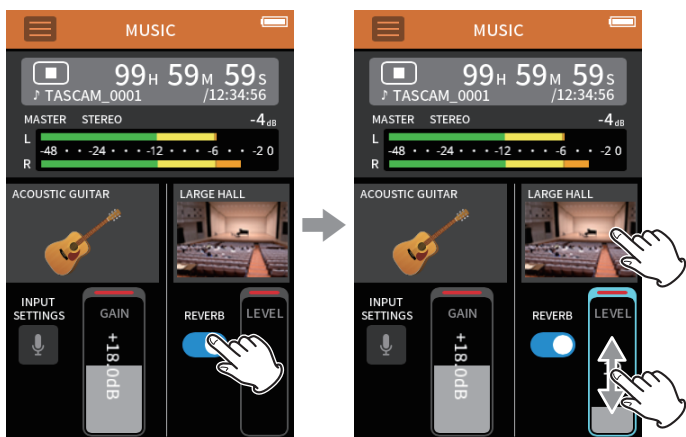 MUSIC
99H 59M 59S
♪ TASCAM_0001 /12:34:56
MASTER STEREO -4dB
L
-48 · · -24 · · · -12 · · · -6 · · -2 0
R
ACOUSTIC GUITAR
LARGE HALL
INPUT SETTINGS
GAIN
+18.0dB
REVERB
LEVEL
MUSIC
99H 59M 59S
♪ TASCAM_0001 /12:34:56
MASTER STEREO -4dB
L
-48 · · -24 · · · -12 · · · -6 · · -2 0
R
ACOUSTIC GUITAR
LARGE HALL
INPUT
SETTINGS
GAIN
+18.0dB
REVERB
LEVEL